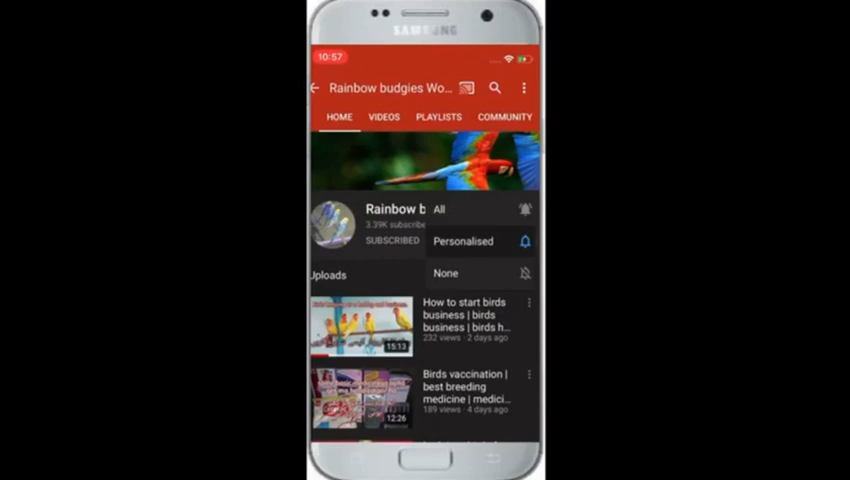 SAMSUNG
10:57
Rainbow budgies Wo...
HOME VIDEOS PLAYLISTS COMMUNITY
Rainbow b
All
3.39K subscribe
SUBSCRIBED
Personalised
None
Uploads
How to start birds
business | birds
business | birds h...
232 views · 2 days ago
15:13
Birds vaccination |
best breeding
medicine | medici...
189 views · 4 days ago
12:26